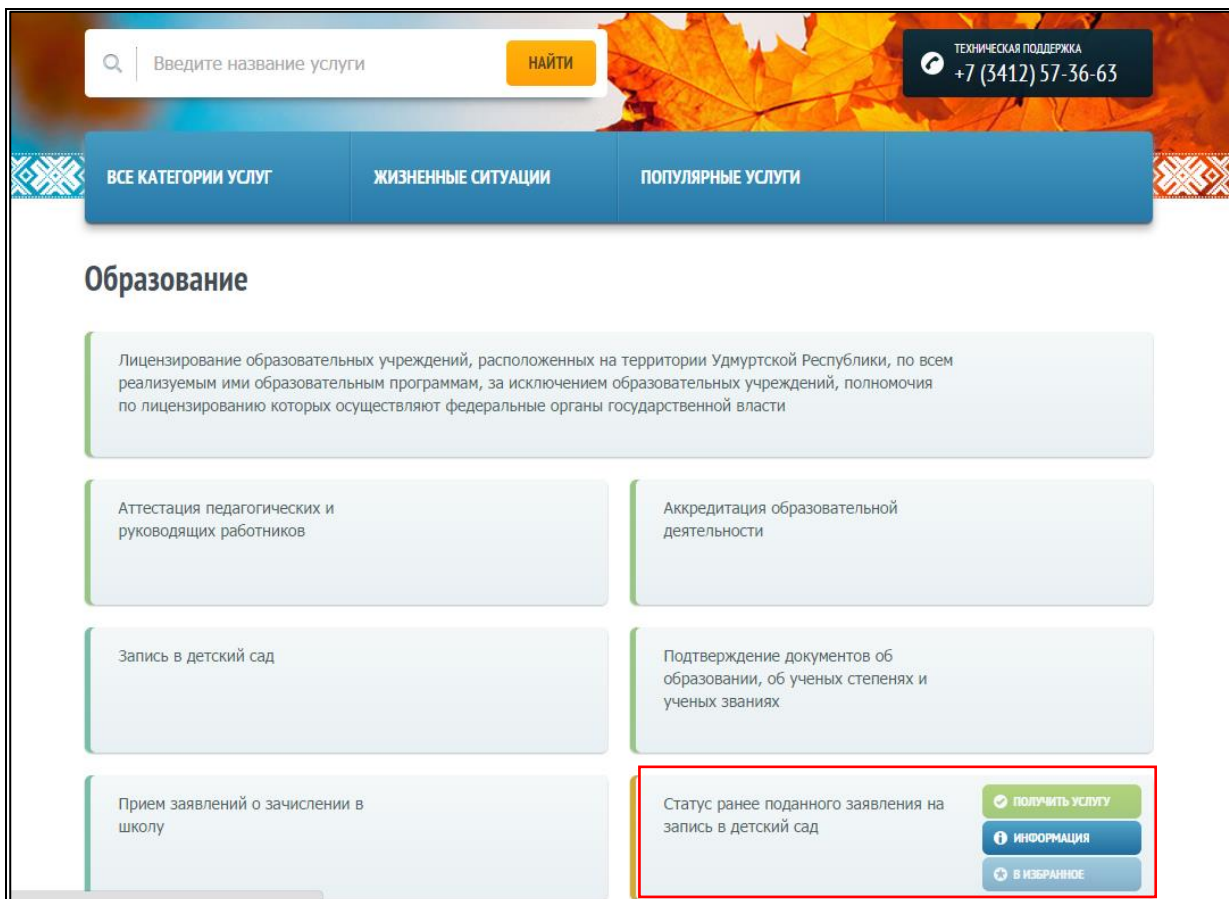 Введите название услуги
НАЙТИ
ТЕХНИЧЕСКАЯ ПОДДЕРЖКА
+7 (3412) 57-36-63
ВСЕ КАТЕГОРИИ УСЛУГ
ЖИЗНЕННЫЕ СИТУАЦИИ
ПОПУЛЯРНЫЕ УСЛУГИ
Образование
Лицензирование образовательных учреждений, расположенных на территории Удмуртской Республики, по всем
реализуемым ими образовательным программам, за исключением образовательных учреждений, полномочия
по лицензированию которых осуществляют федеральные органы государственной власти
Аттестация педагогических и
руководящих работников
Аккредитация образовательной
деятельности
Запись в детский сад
Подтверждение документов об
образовании, об ученых степенях и
ученых званиях
Прием заявлений о зачислении в
школу
Статус ранее поданного заявления на
запись в детский сад
ПОЛУЧИТЬ УСЛУГУ
ИНФОРМАЦИЯ
В ИЗБРАННОЕ